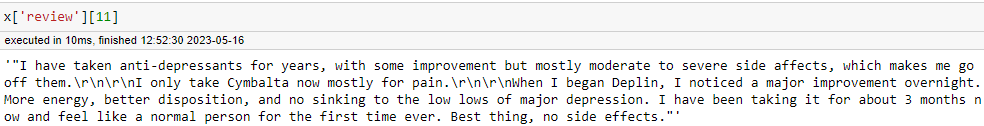 x['review'][11]
executed in 10ms, finished 12:52:30 2023-05-16
'"I have taken anti-depressants for years, with some improvement but mostly moderate to severe side affects, which makes me go
off them.\r\n\r\nI only take Cymbalta now mostly for pain.\r\n\r\nWhen I began Deplin, I noticed a major improvement overnight.
More energy, better disposition, and no sinking to the low lows of major depression. I have been taking it for about 3 months n
ow and feel like a normal person for the first time ever. Best thing, no side effects."'